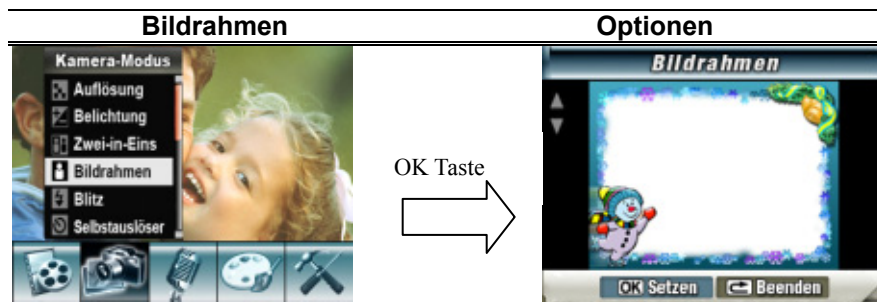 Bildrahmen
Optionen
Kamera-Modus
Auflösung
Belichtung
Zwei-in-Eins
Bildrahmen
Blitz
Selbstauslöser
OK Taste
Bildrahmen
OK Setzen
Beenden